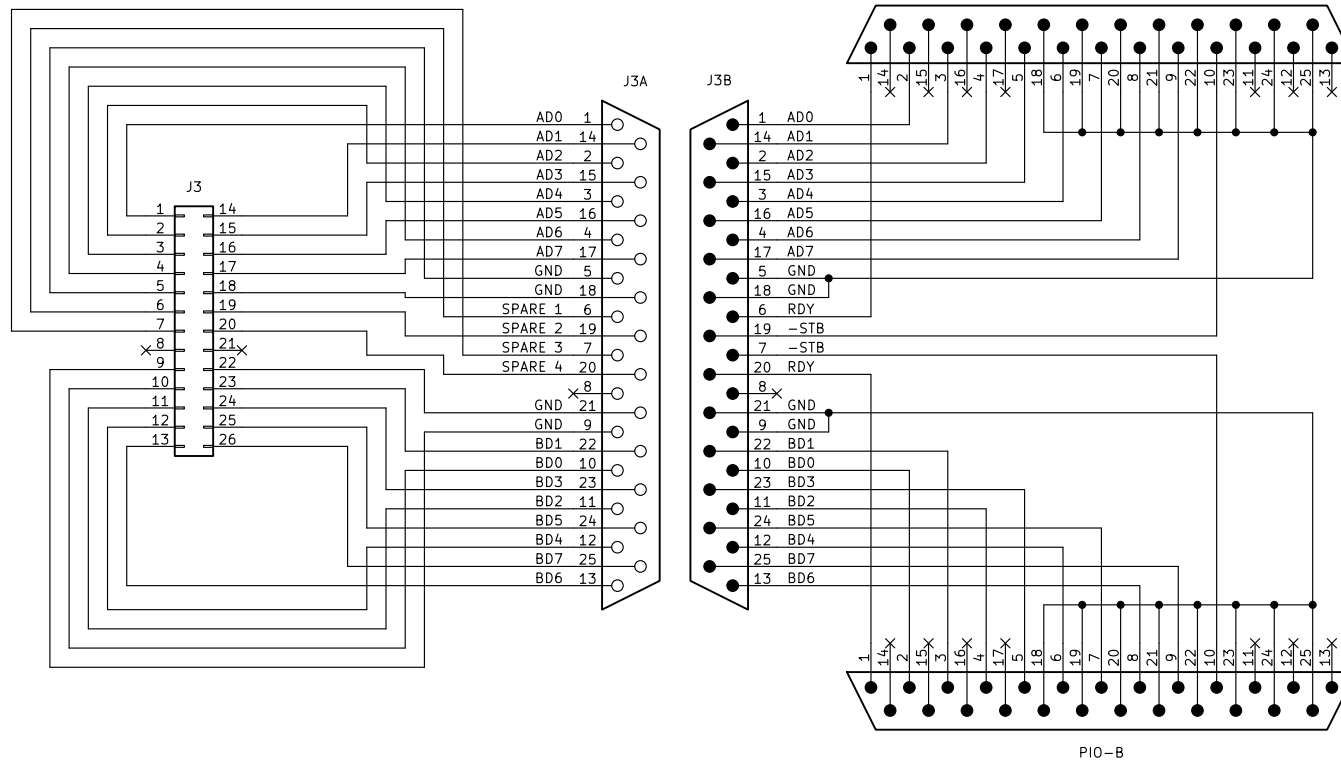 1 14 2 15 3 16 4 17 5 18 6 19 7 20 8 21 9 22 10 23 11 24 12 25 13
J3A
J3B
AD0 1
1 AD0
AD1 14
14 AD1
AD2 2
2 AD2
AD3 15
15 AD3
AD4 3
3 AD4
AD5 16
16 AD5
AD6 4
4 AD6
AD7 17
17 AD7
GND 5
5 GND
GND 18
18 GND
SPARE 1 6
6 RDY
SPARE 2 19
19 -STB
SPARE 3 7
7 -STB
SPARE 4 20
20 RDY
8
8
GND 21
21 GND
GND 9
9 GND
BD1 22
22 BD1
BD0 10
10 BD0
BD3 23
23 BD3
BD2 11
11 BD2
BD5 24
24 BD5
BD4 12
12 BD4
BD7 25
25 BD7
BD6 13
13 BD6
J3
1 14
2 15
3 16
4 17
5 18
6 19
7 20
8 21
9 22
10 23
11 24
12 25
13 26
1 14 2 15 3 16 4 17 5 18 6 19 7 20 8 21 9 22 10 23 11 24 12 25 13
PIO-B